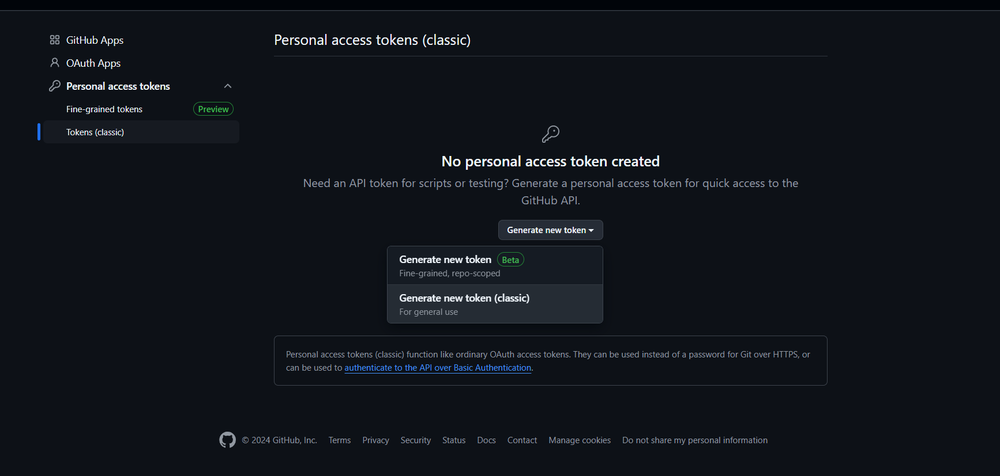 GitHub Apps
OAuth Apps
Personal access tokens
Fine-grained tokens Preview
Tokens (classic)
Personal access tokens (classic)
No personal access token created
Need an API token for scripts or testing? Generate a personal access token for quick access to the
GitHub API.
Generate new token
Generate new token Beta
Fine-grained, repo-scoped
Generate new token (classic)
For general use
Personal access tokens (classic) function like ordinary OAuth access tokens. They can be used instead of a password for Git over HTTPS, or
can be used to authenticate to the API over Basic Authentication.
© 2024 GitHub, Inc. Terms Privacy Security Status Docs Contact Manage cookies Do not share my personal information